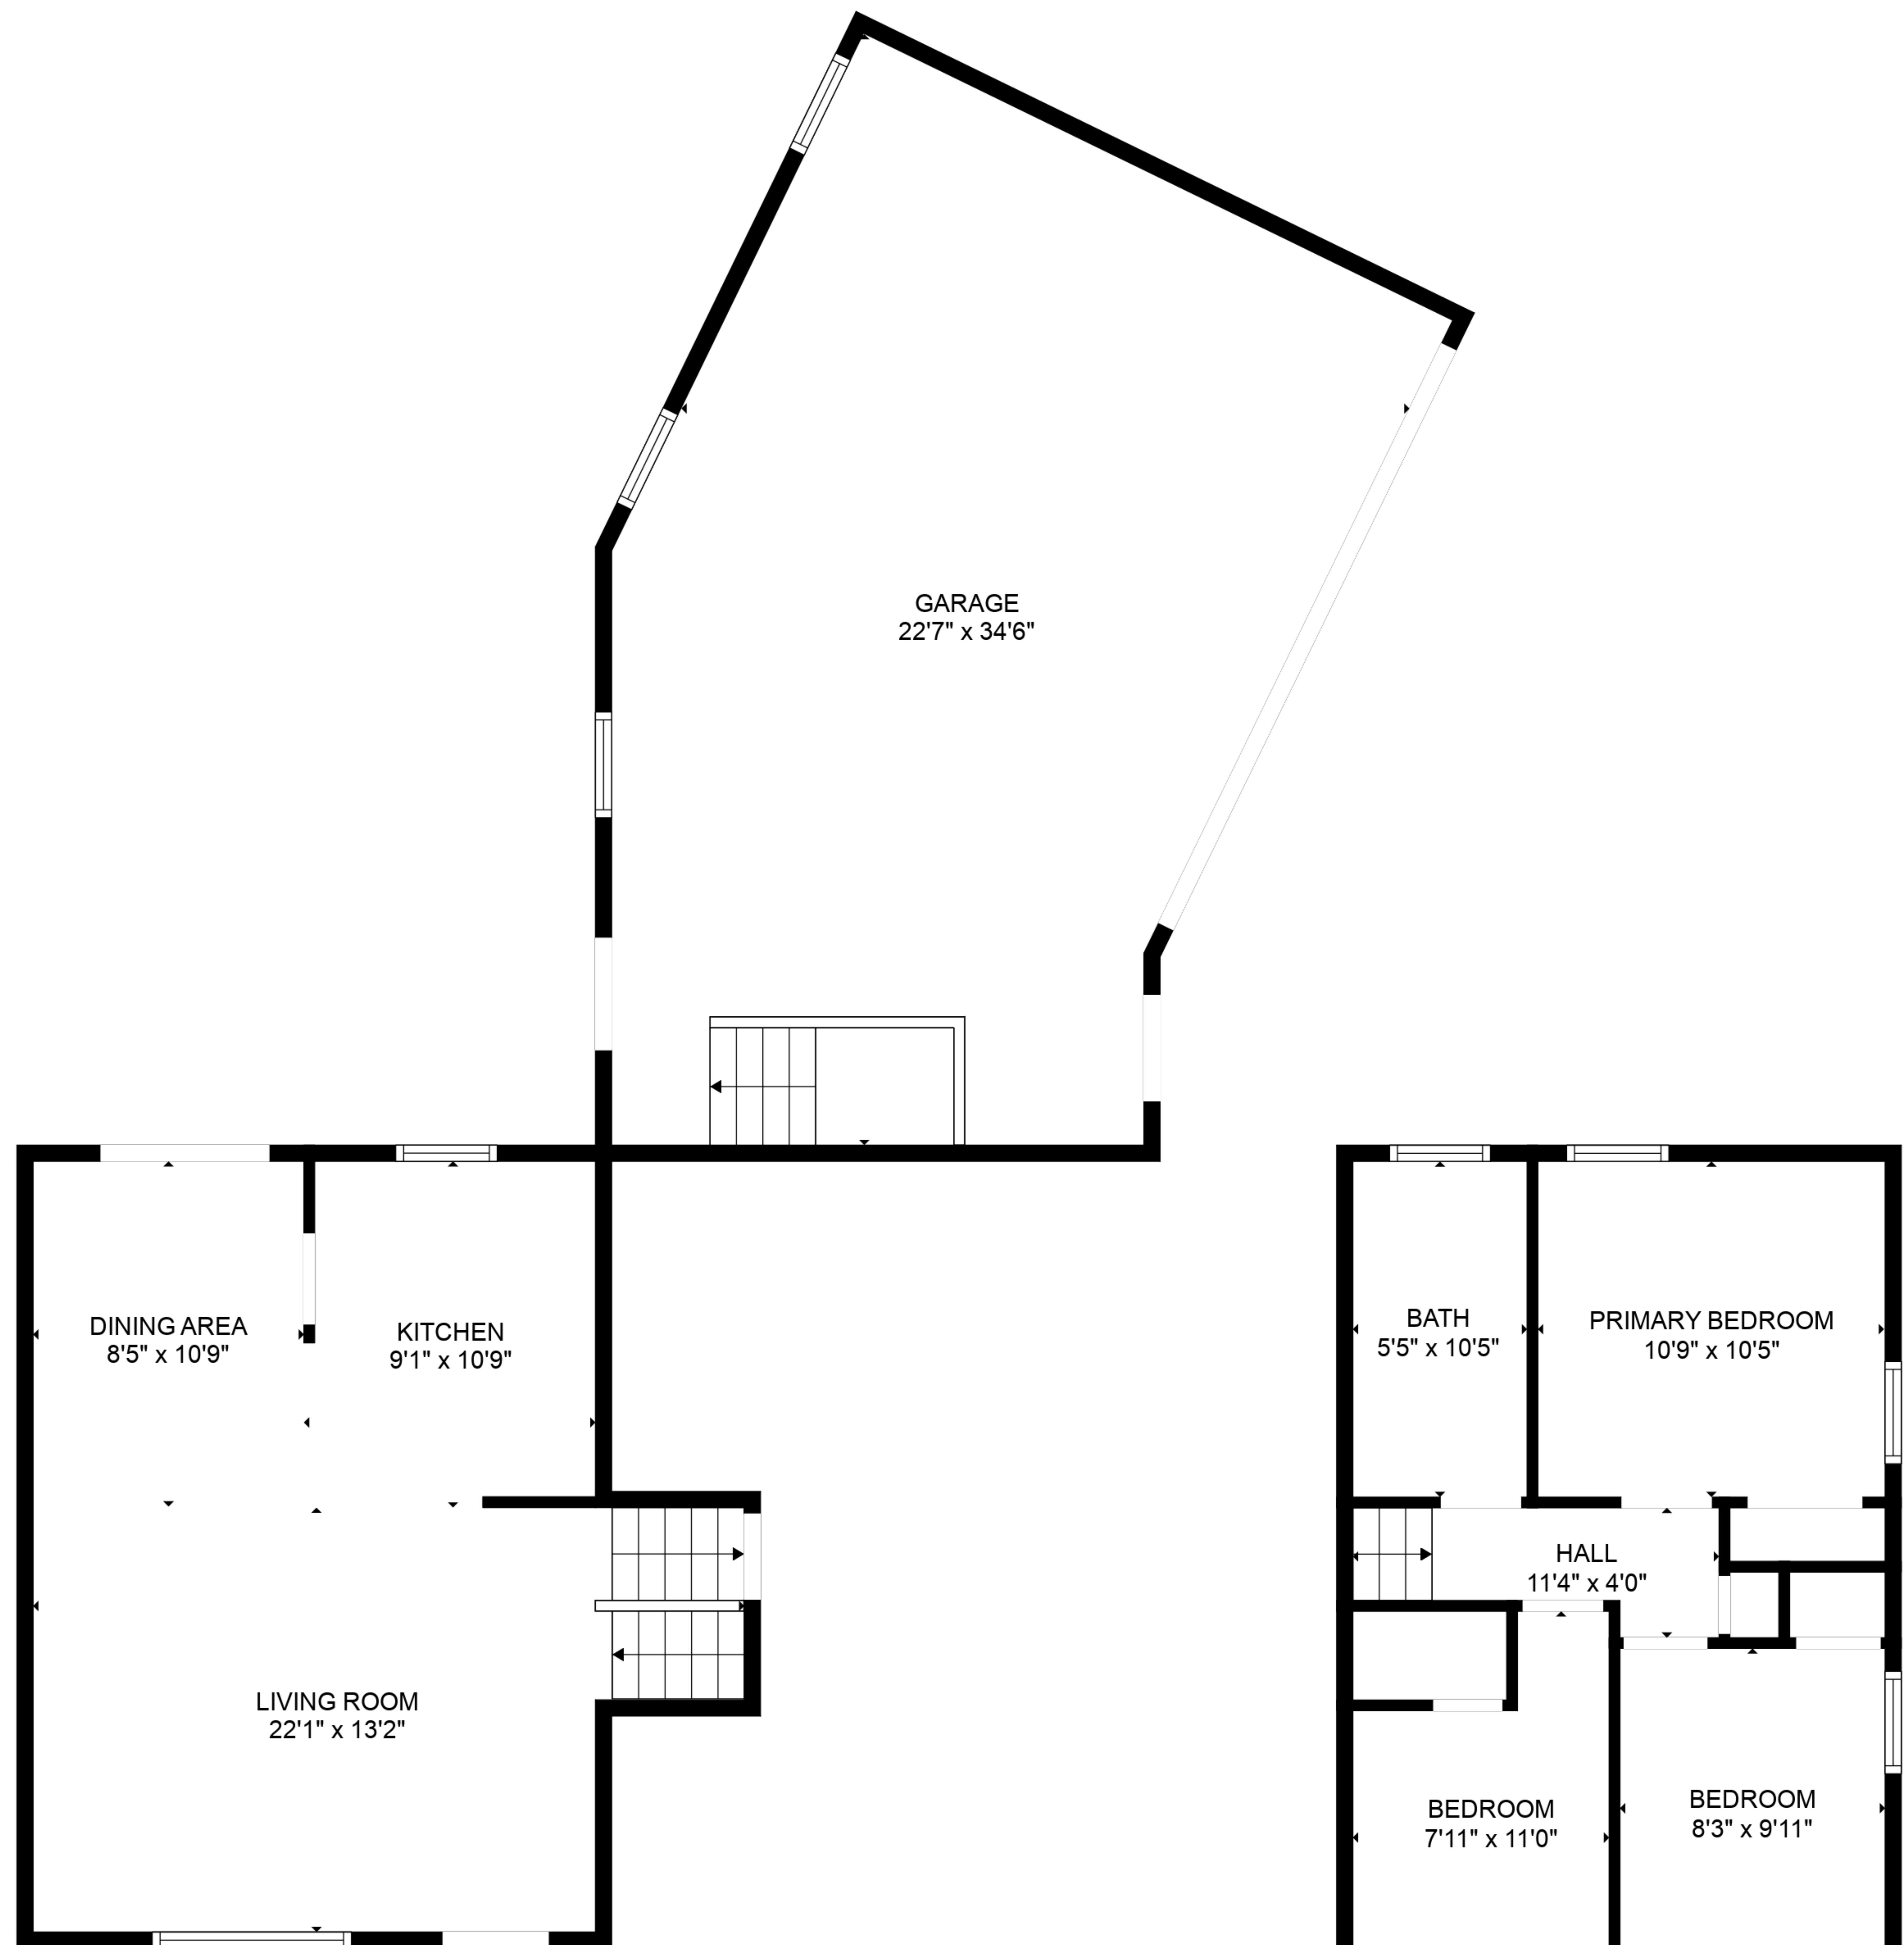 GARAGE
22'7" x 34'6"
DINING AREA
8'5" x 10'9"
KITCHEN
9'1" x 10'9"
BATH
5'5" x 10'5"
PRIMARY BEDROOM
10'9" x 10'5"
HALL
11'4" x 4'0"
LIVING ROOM
22'1" x 13'2"
BEDROOM
7'11" x 11'0"
BEDROOM
8'3" x 9'11"